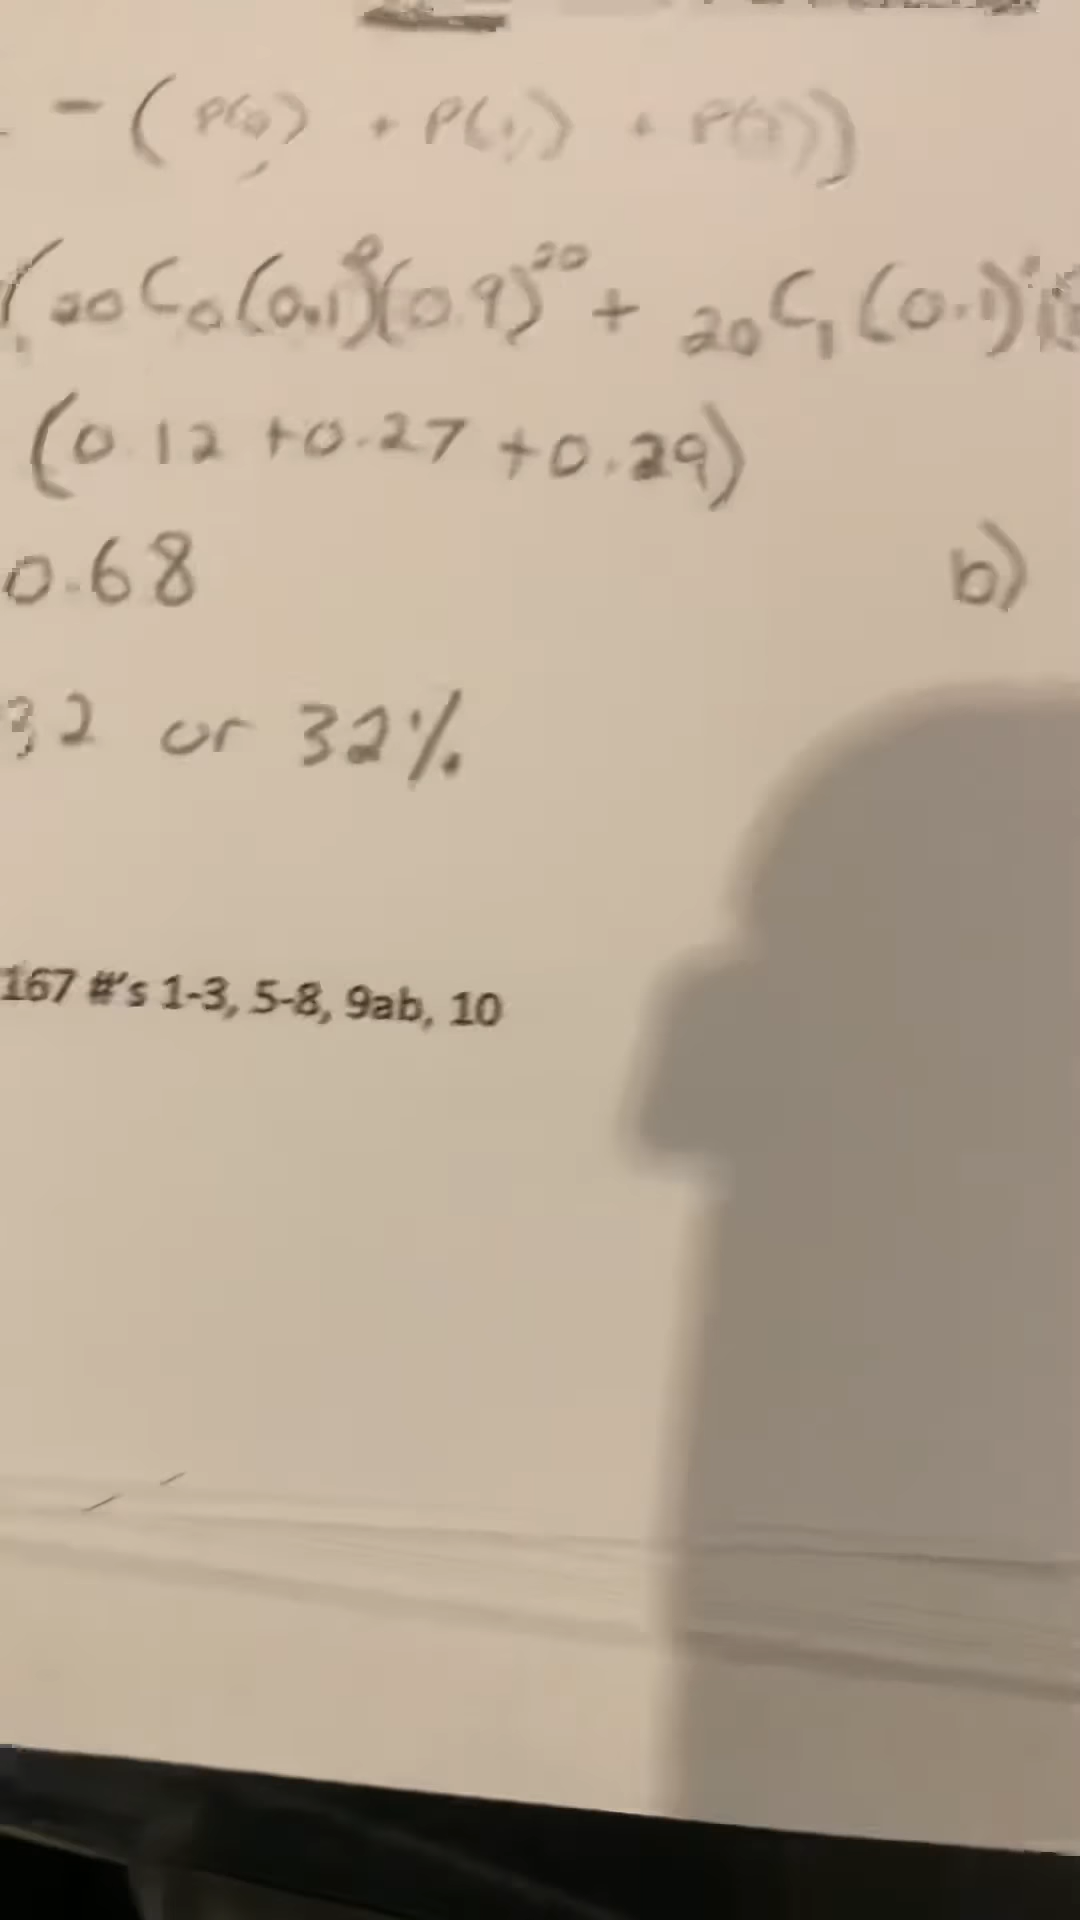 - (P(0) + P(1) + P(2))
(₂₀C₀(0.1)⁰(0.9)²⁰ + ₂₀C₁(0.1)¹(
(0.12 +0.27 +0.29)
0.68
b)
32 or 32%
167 #'s 1-3, 5-8, 9ab, 10